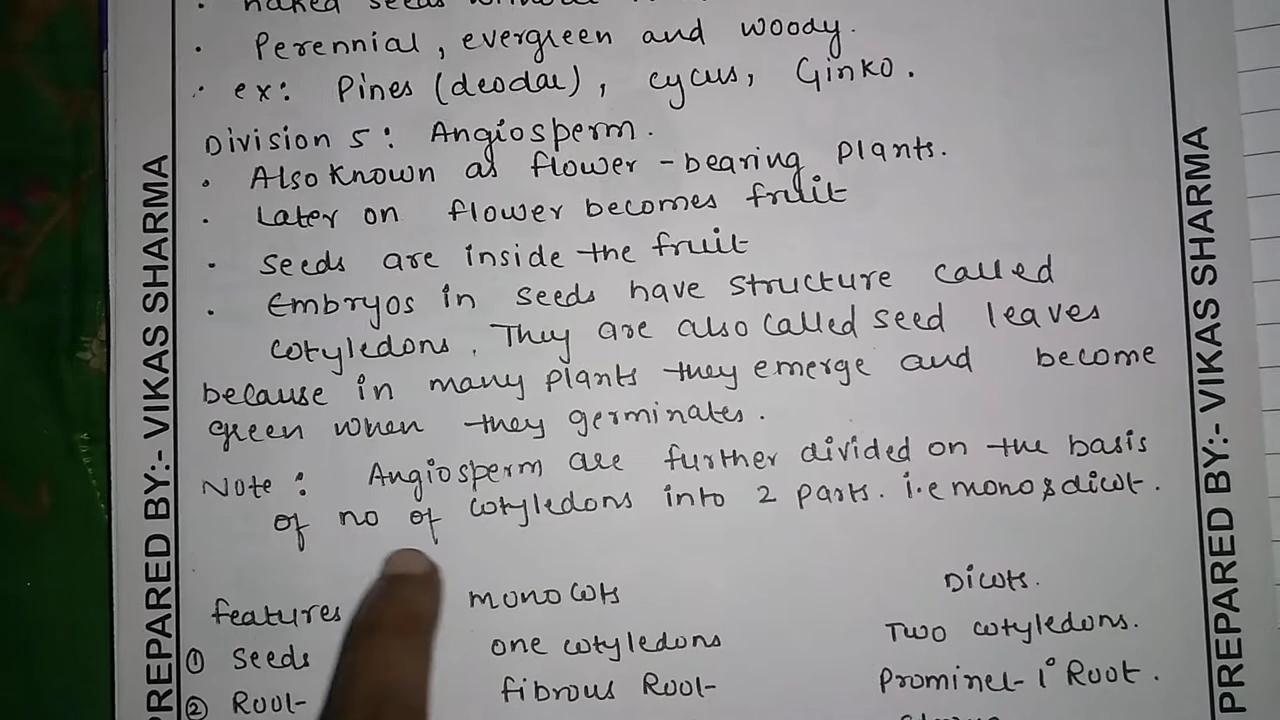 naked seeds without
• Perennial, evergreen and woody.
• ex: Pines (deodar), cycus, Ginko.
Division 5: Angiosperm.
• Also known as flower-bearing plants.
• Later on flower becomes fruit
• Seeds are inside the fruit
• Embryos in seeds have structure called
cotyledons. They are also called seed leaves
because in many plants they emerge and become
green when they germinates.
Note: Angiosperm are further divided on the basis
of no of cotyledons into 2 parts. i.e mono & dicot.
features monocots Dicots.
① Seeds one cotyledons Two cotyledons.
② Root fibrous Root Prominet 1° Root.
PREPARED BY:- VIKAS SHARMA
PREPARED BY:- VIKAS SHARMA